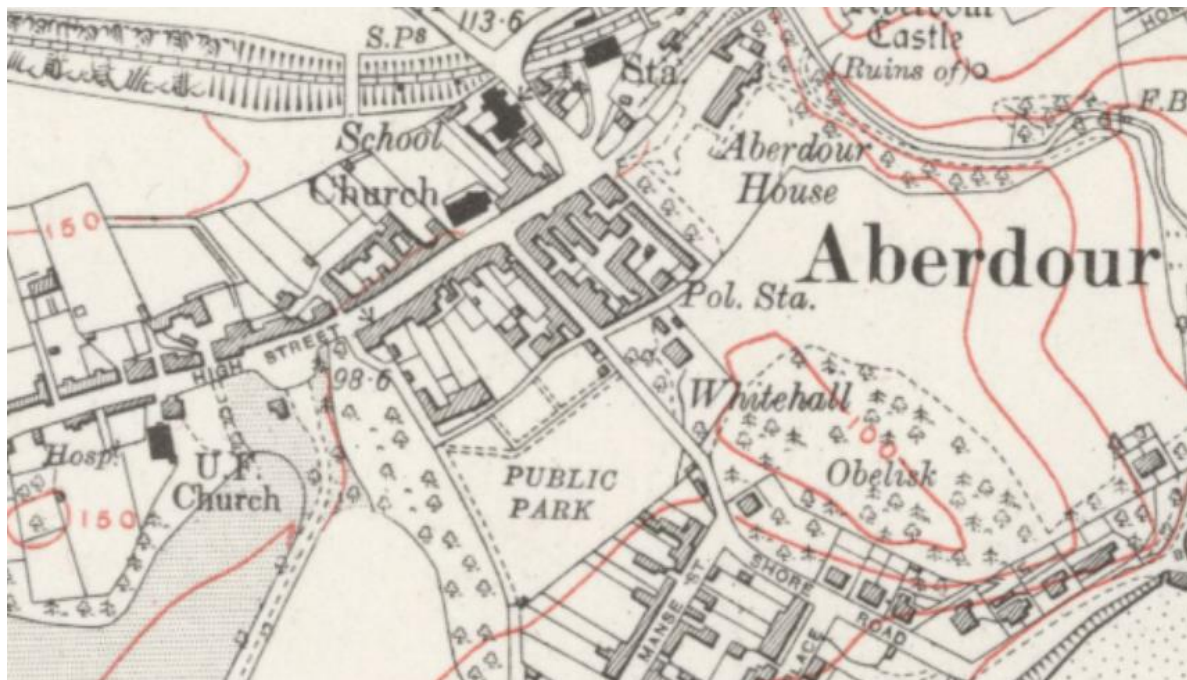 113·6
S.Ps
Sta.
Castle
(Ruins of)
School
Church
Aberdour
House
F.B
150
Aberdour
Pol. Sta.
HIGH STREET
98·6
Whitehall
100
Obelisk
Hosp.
U.F
Church
150
PUBLIC
PARK
MANSE ST.
SHORE
ROAD
PLACE